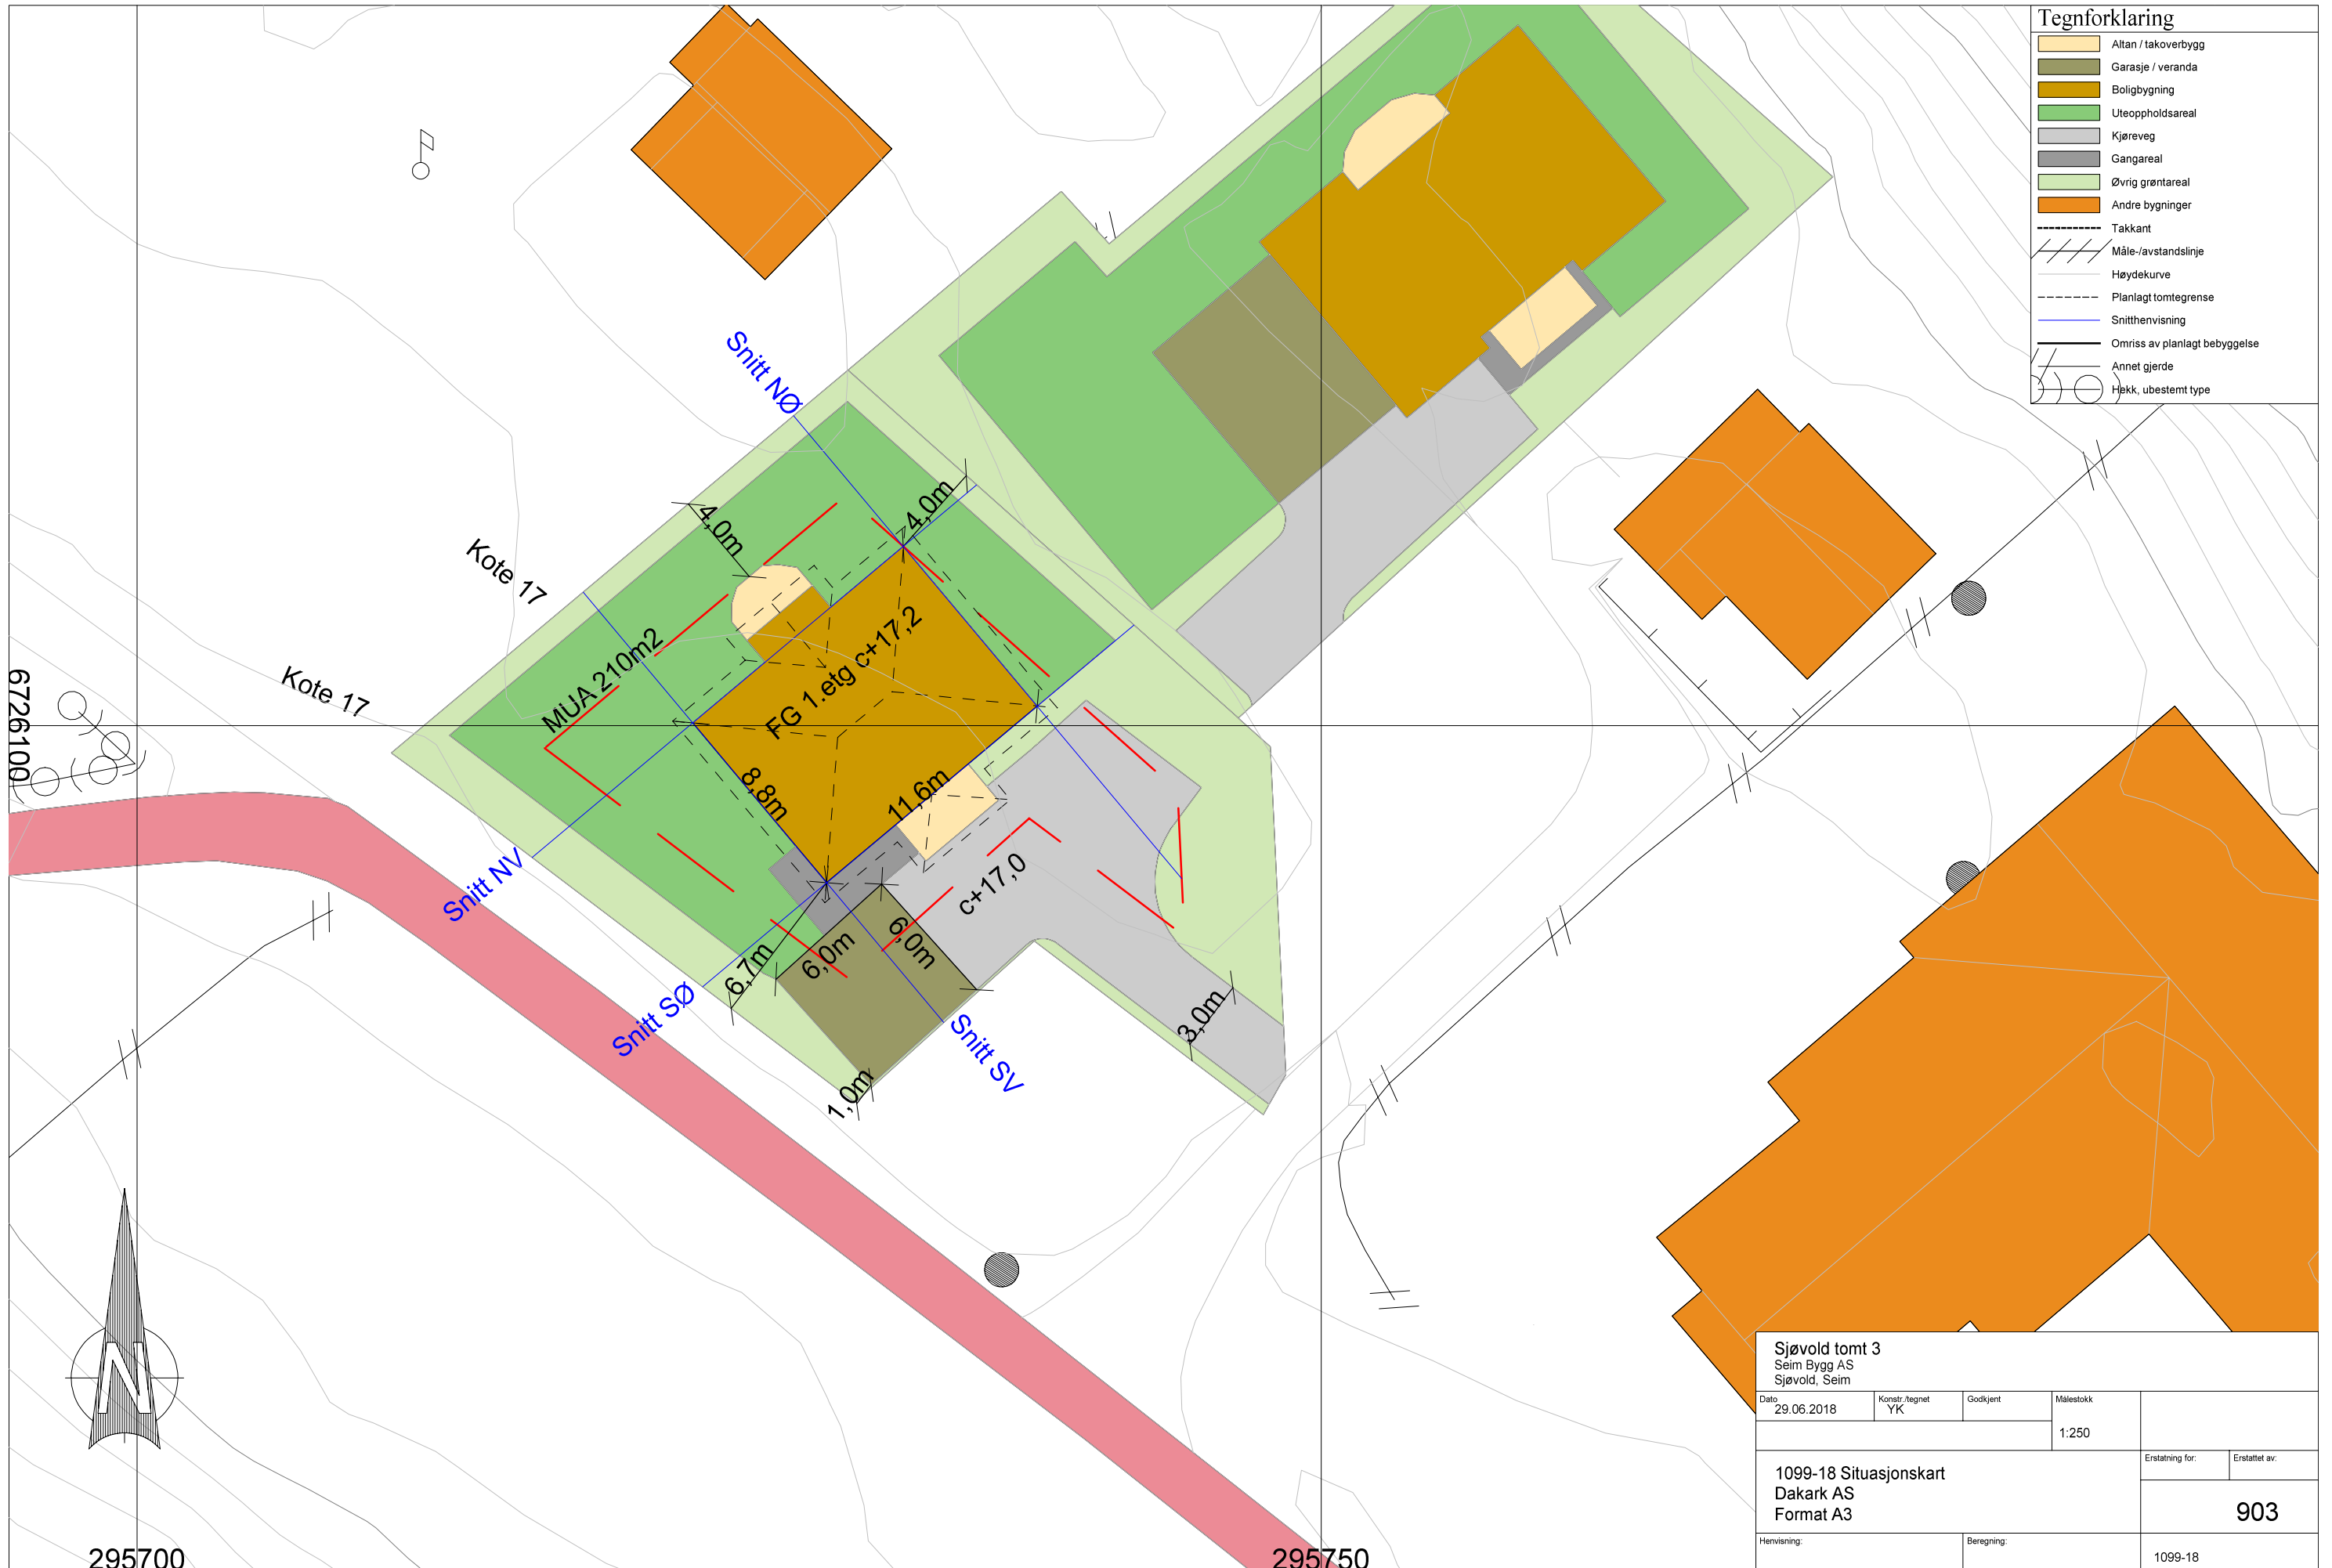 Tegnforklaring
Altan / takoverbygg
Garasje / veranda
Boligbygning
Uteoppholdsareal
Kjøreveg
Gangareal
Øvrig grøntareal
Andre bygninger
Takkant
Måle-/avstandslinje
Høydekurve
Planlagt tomtegrense
Snitthenvisning
Omriss av planlagt bebyggelse
Annet gjerde
Hekk, ubestemt type
Snitt NØ
4,0m
4,0m
Kote 17
Kote 17
MUA 210m2
FG 1.etg c+17,2
8,8m
11,6m
Snitt NV
c+17,0
6,7m
6,0m
6,0m
Snitt SØ
Snitt SV
3,0m
1,0m
6726100
N
295700
295750
Sjøvold tomt 3
Seim Bygg AS
Sjøvold, Seim
Dato
29.06.2018
Konstr./tegnet
YK
Godkjent
Målestokk
1:250
1099-18 Situasjonskart
Dakark AS
Format A3
Erstatning for:
Erstattet av:
903
Henvisning:
Beregning:
1099-18